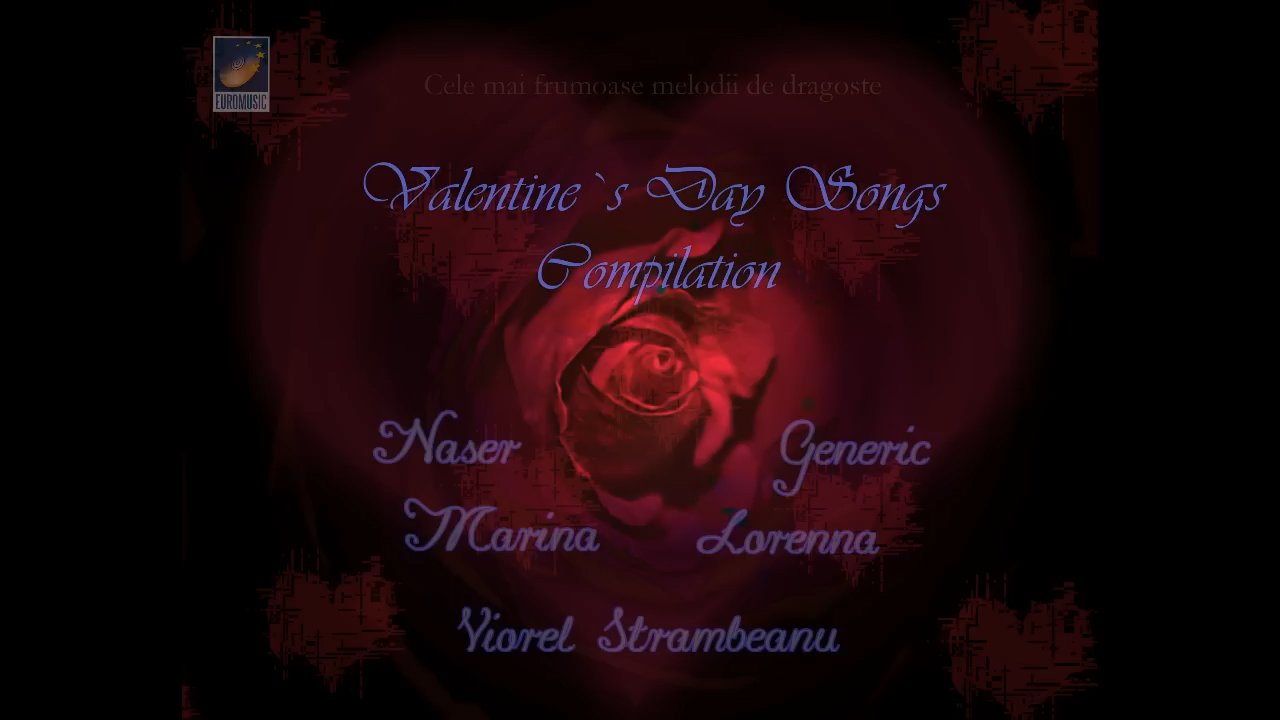 EUROMUSIC
Cele mai frumoase melodii de dragoste
Valentine`s Day Songs
Compilation
Naser Generic
Marina Lorenna
Viorel Strambeanu